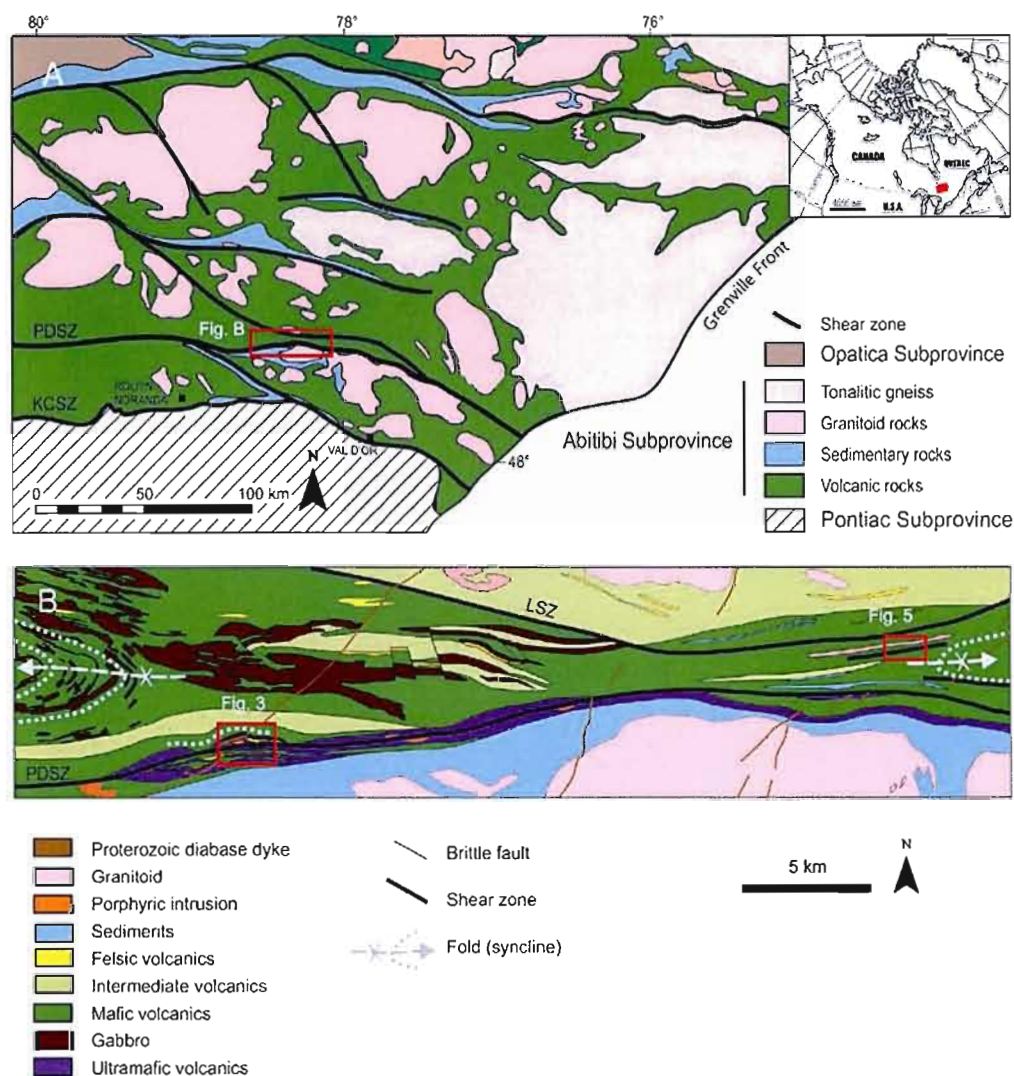 80°
78°
76°
A
CANADA
QUEBEC
U.S.A.
Fig. B
PDSZ
ROUYN
NORANDA
KCSZ
VAL D'OR
N
48°
0 50 100 km
Grenville Front
Shear zone
Opatica Subprovince
Abitibi Subprovince
Tonalitic gneiss
Granitoid rocks
Sedimentary rocks
Volcanic rocks
Pontiac Subprovince
B
LSZ
Fig. 5
Fig. 3
PDSZ
Proterozoic diabase dyke
Granitoid
Porphyric intrusion
Sediments
Felsic volcanics
Intermediate volcanics
Mafic volcanics
Gabbro
Ultramafic volcanics
Brittle fault
Shear zone
Fold (syncline)
5 km
N